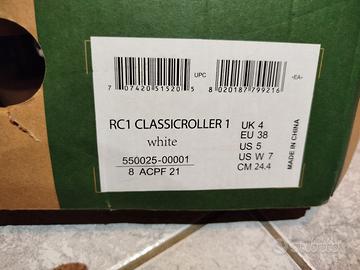 7 07420 51520 5
UPC
8 020187 799216
-EA-
RC1 CLASSICROLLER 1
white
550025-00001
8 ACPF 21
UK 4
EU 38
US 5
US W 7
CM 24.4
MADE IN CHINA
subito